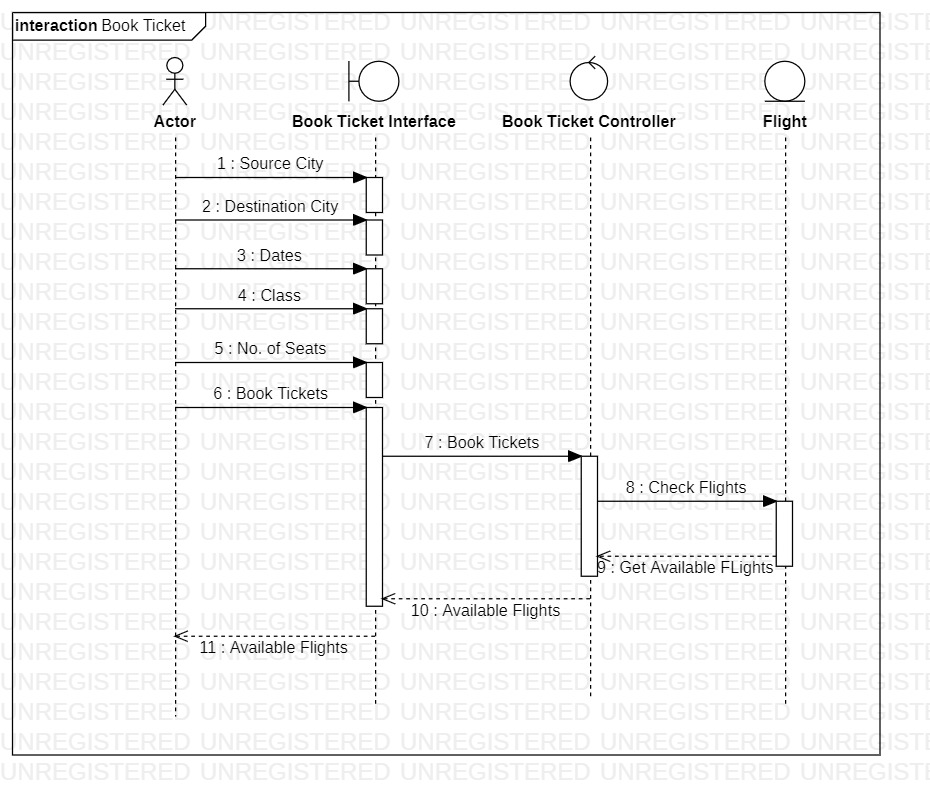 interaction Book Ticket
Actor
Book Ticket Interface
Book Ticket Controller
Flight
1 : Source City
2 : Destination City
3 : Dates
4 : Class
5 : No. of Seats
6 : Book Tickets
7 : Book Tickets
8 : Check Flights
9 : Get Available FLights
10 : Available Flights
11 : Available Flights
UNREGISTERED